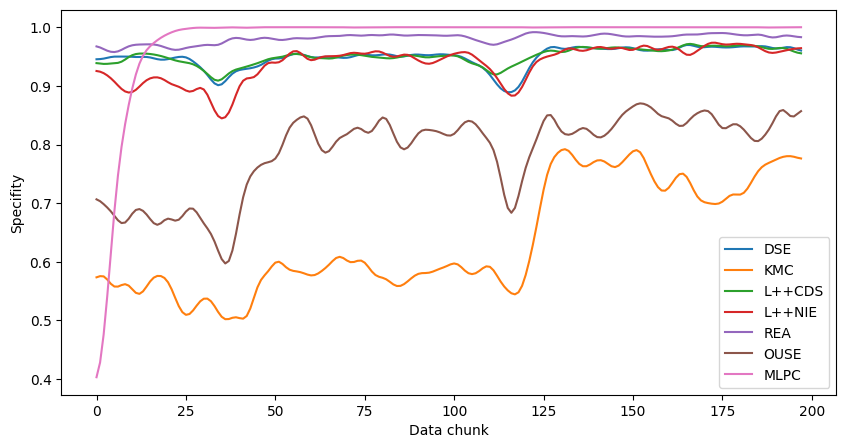 1.0
0.9
0.8
0.7
0.6
0.5
0.4
Specifity
0
25
50
75
100
125
150
175
200
Data chunk
DSE
KMC
L++CDS
L++NIE
REA
OUSE
MLPC